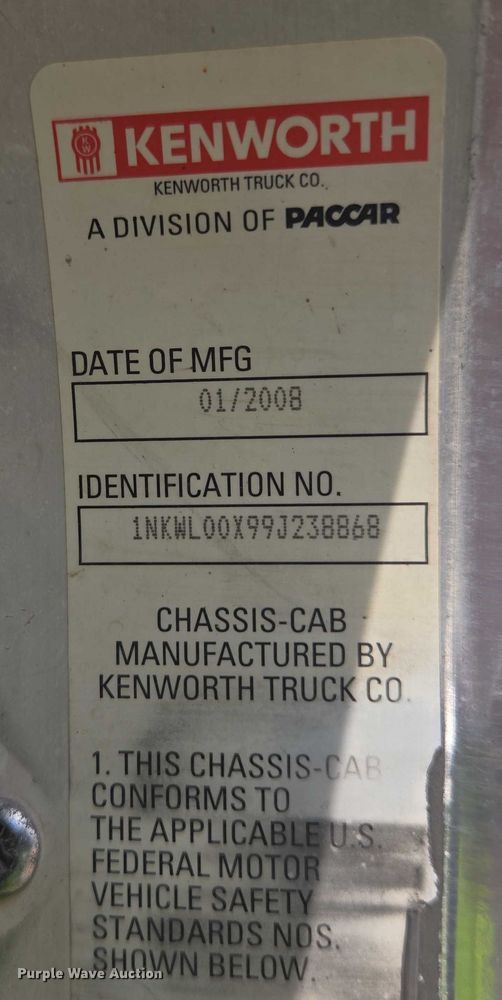 KW
KENWORTH
KENWORTH TRUCK CO.
A DIVISION OF PACCAR
DATE OF MFG
01/2008
IDENTIFICATION NO.
1NKWL00X99J238868
CHASSIS-CAB
MANUFACTURED BY
KENWORTH TRUCK CO.
1. THIS CHASSIS-CAB
CONFORMS TO
THE APPLICABLE U.S.
FEDERAL MOTOR
VEHICLE SAFETY
STANDARDS NOS.
SHOWN BELOW.
Purple Wave Auction